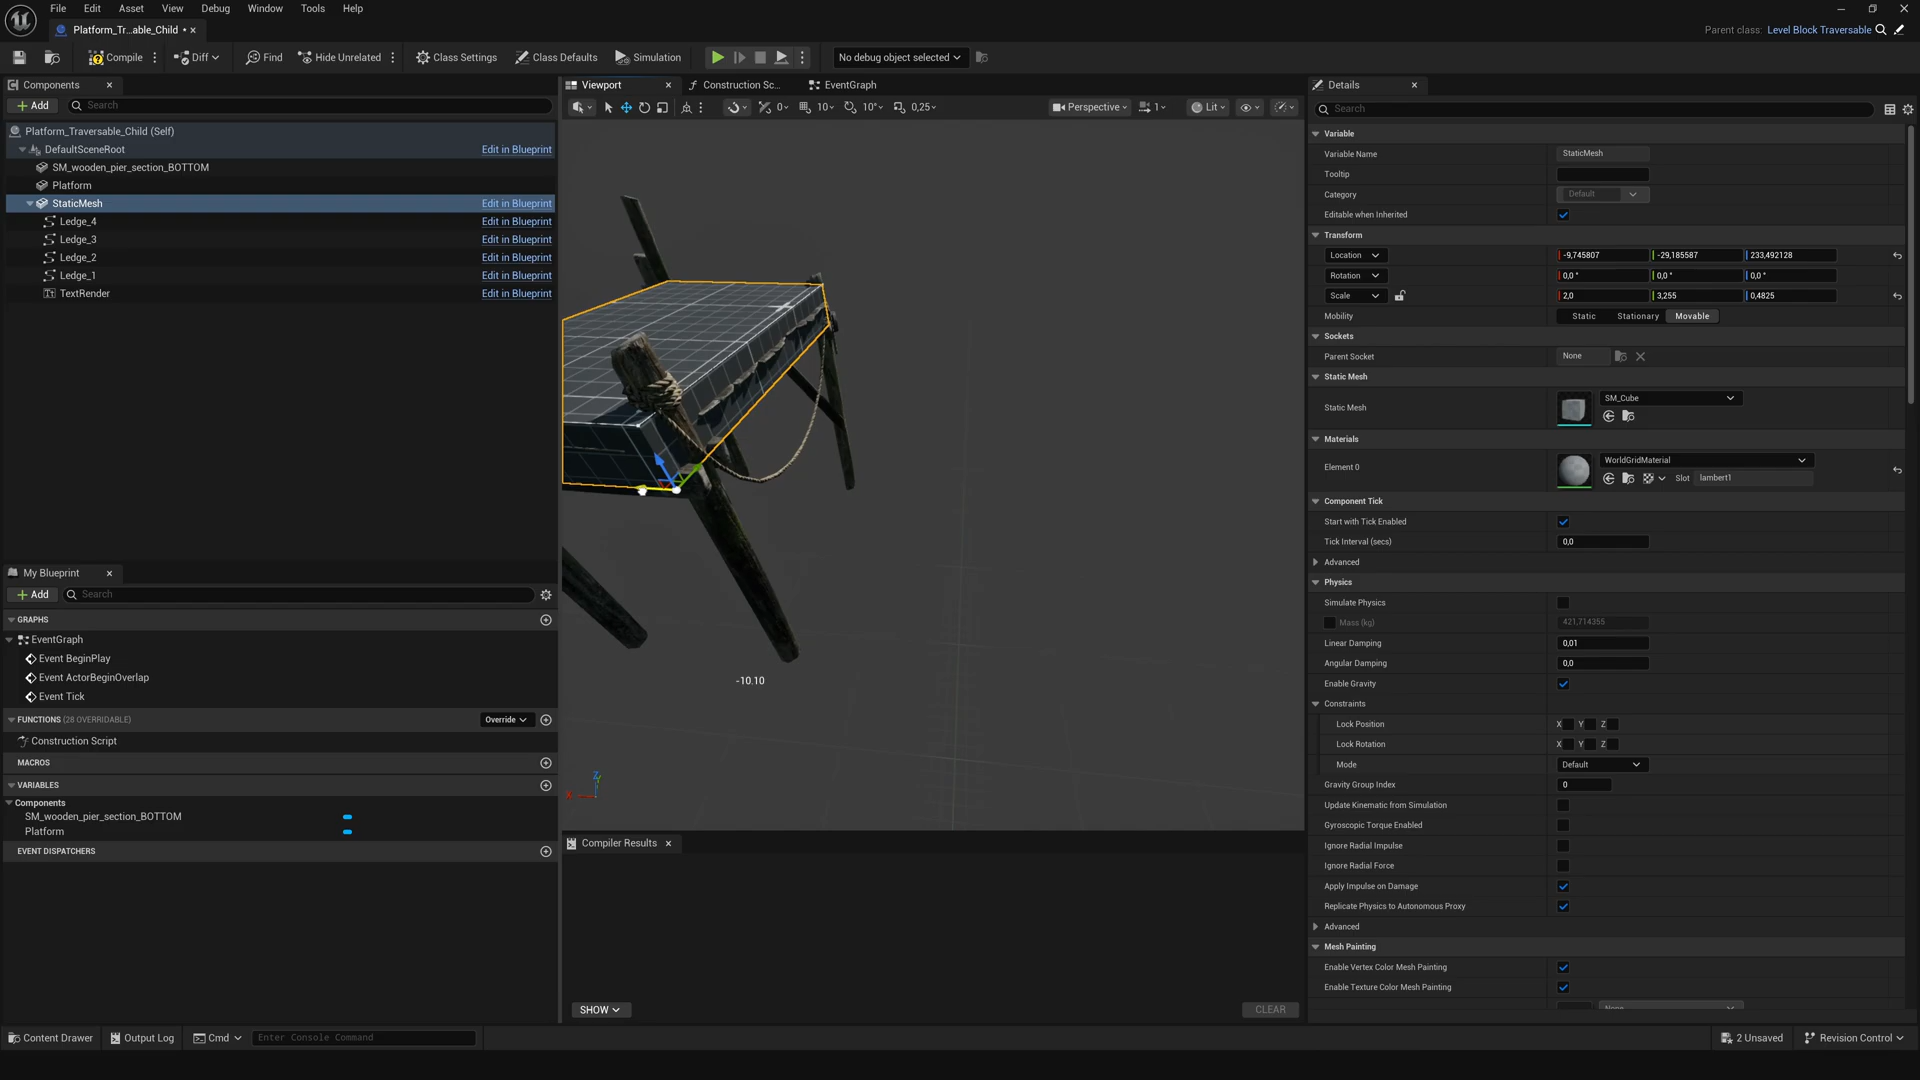 File Edit Asset View Debug Window Tools Help
Platform_Tr...able_Child •
Parent class: Level Block Traversable
Compile Diff Find Hide Unrelated Class Settings Class Defaults Simulation No debug object selected
Components
Add Search
Platform_Traversable_Child (Self)
DefaultSceneRoot Edit in Blueprint
SM_wooden_pier_section_BOTTOM
Platform
StaticMesh Edit in Blueprint
Ledge_4 Edit in Blueprint
Ledge_3 Edit in Blueprint
Ledge_2 Edit in Blueprint
Ledge_1 Edit in Blueprint
TextRender Edit in Blueprint
My Blueprint
Add Search
GRAPHS
EventGraph
Event BeginPlay
Event ActorBeginOverlap
Event Tick
FUNCTIONS (28 OVERRIDABLE) Override
Construction Script
MACROS
VARIABLES
Components
SM_wooden_pier_section_BOTTOM
Platform
EVENT DISPATCHERS
Viewport Construction Sc... EventGraph
0 10 10° 0,25 Perspective 1 Lit
-10.10
Z
X
Compiler Results
SHOW CLEAR
Details
Search
Variable
Variable Name StaticMesh
Tooltip
Category Default
Editable when Inherited
Transform
Location -9,745807 -29,185587 233,492128
Rotation 0,0 ° 0,0 ° 0,0 °
Scale 2,0 3,255 0,4825
Mobility Static Stationary Movable
Sockets
Parent Socket None
Static Mesh
Static Mesh SM_Cube
Materials
Element 0 WorldGridMaterial
Slot lambert1
Component Tick
Start with Tick Enabled
Tick Interval (secs) 0,0
Advanced
Physics
Simulate Physics
Mass (kg) 421,714355
Linear Damping 0,01
Angular Damping 0,0
Enable Gravity
Constraints
Lock Position X Y Z
Lock Rotation X Y Z
Mode Default
Gravity Group Index 0
Update Kinematic from Simulation
Gyroscopic Torque Enabled
Ignore Radial Impulse
Ignore Radial Force
Apply Impulse on Damage
Replicate Physics to Autonomous Proxy
Advanced
Mesh Painting
Enable Vertex Color Mesh Painting
Enable Texture Color Mesh Painting
None
Content Drawer Output Log Cmd Enter Console Command 2 Unsaved Revision Control